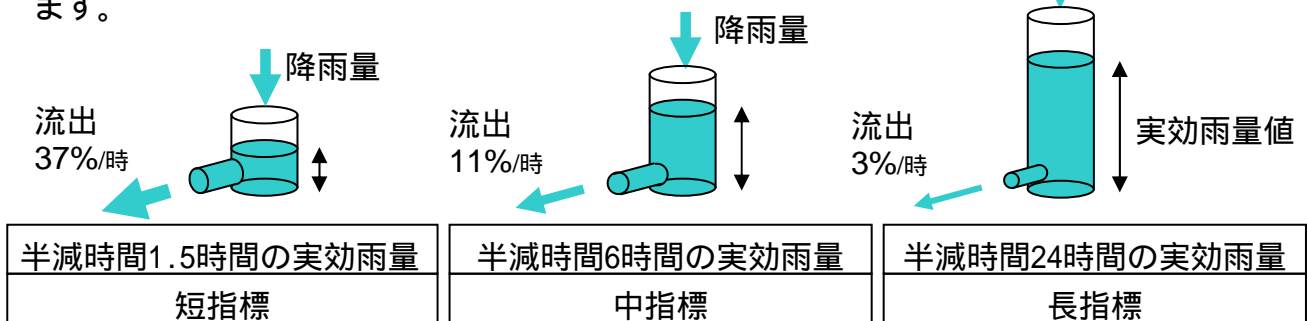 ます。
降雨量
流出
37%/時
半減時間1.5時間の実効雨量
短指標
降雨量
流出
11%/時
半減時間6時間の実効雨量
中指標
流出
3%/時
実効雨量値
半減時間24時間の実効雨量
長指標